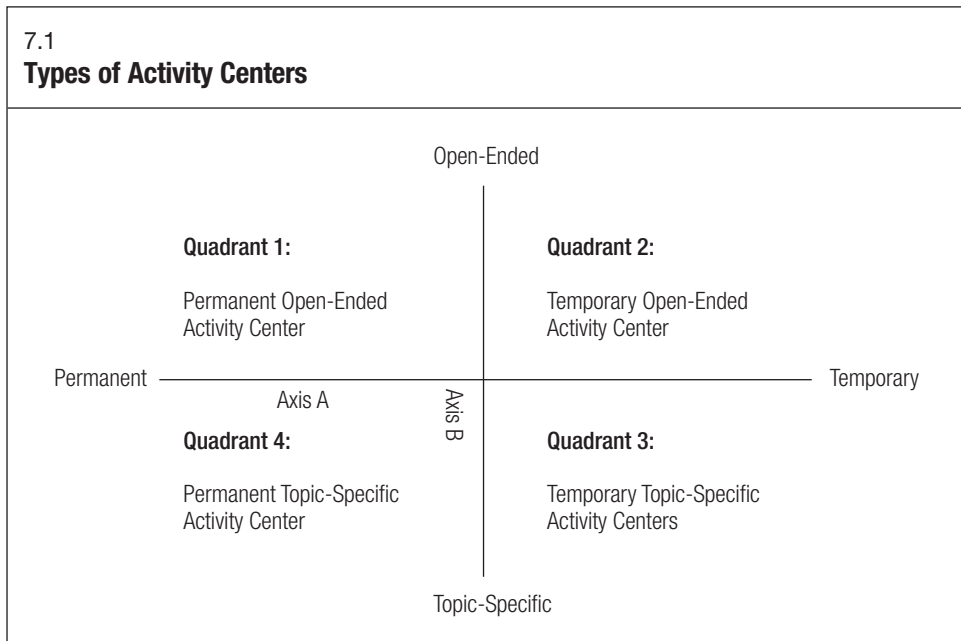 7.1
Types of Activity Centers
Open-Ended
Quadrant 1:
Permanent Open-Ended
Activity Center
Quadrant 2:
Temporary Open-Ended
Activity Center
Permanent
Temporary
Axis A
Axis B
Quadrant 4:
Permanent Topic-Specific
Activity Center
Quadrant 3:
Temporary Topic-Specific
Activity Centers
Topic-Specific